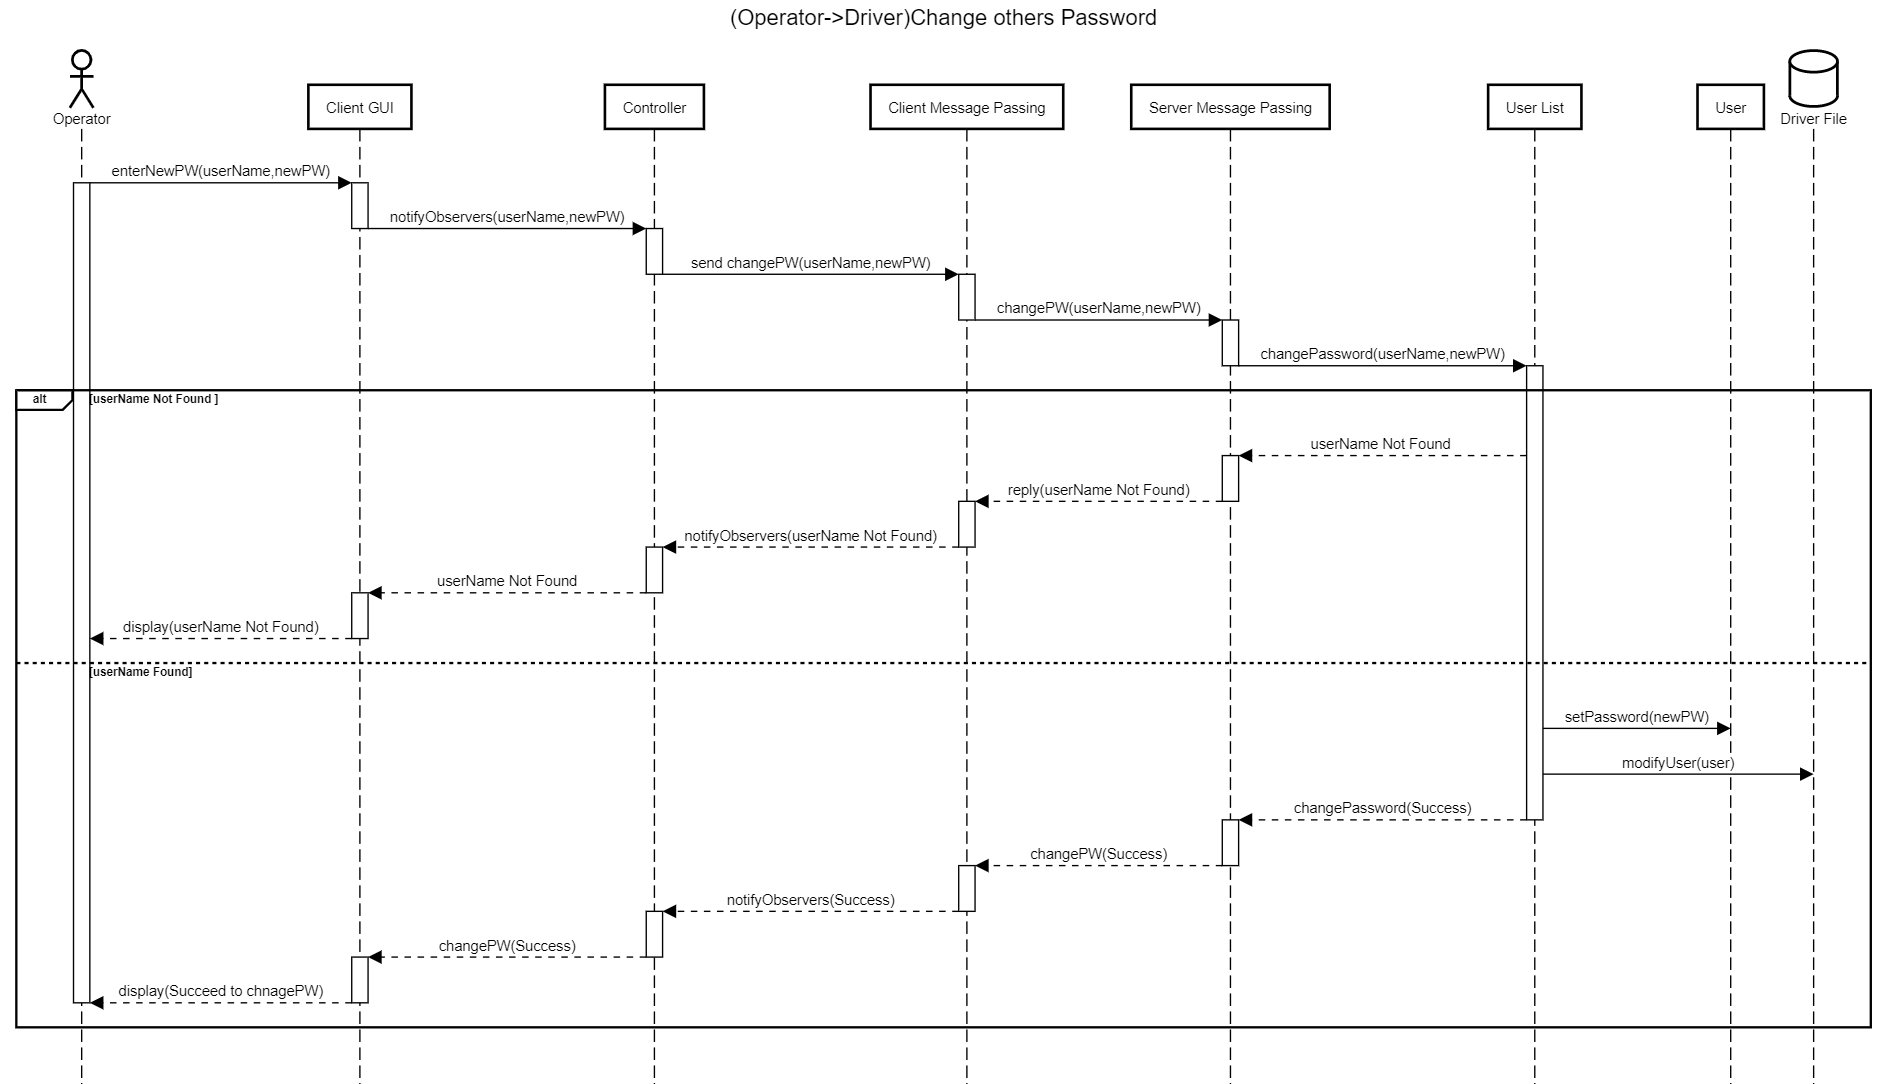 (Operator->Driver)Change others Password
Operator
Client GUI
Controller
Client Message Passing
Server Message Passing
User List
User
Driver File
enterNewPW(userName,newPW)
notifyObservers(userName,newPW)
send changePW(userName,newPW)
changePW(userName,newPW)
changePassword(userName,newPW)
alt
[userName Not Found ]
userName Not Found
reply(userName Not Found)
notifyObservers(userName Not Found)
userName Not Found
display(userName Not Found)
[userName Found]
setPassword(newPW)
modifyUser(user)
changePassword(Success)
changePW(Success)
notifyObservers(Success)
changePW(Success)
display(Succeed to chnagePW)